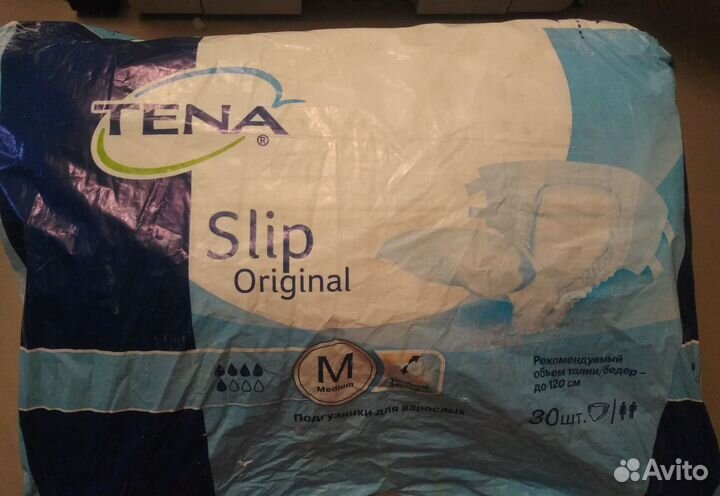 TENA®
Slip
Original
M
Medium
Рекомендуемый
объем талии/бедер –
до 120 см
Подгузники для взрослых
30шт.
Avito